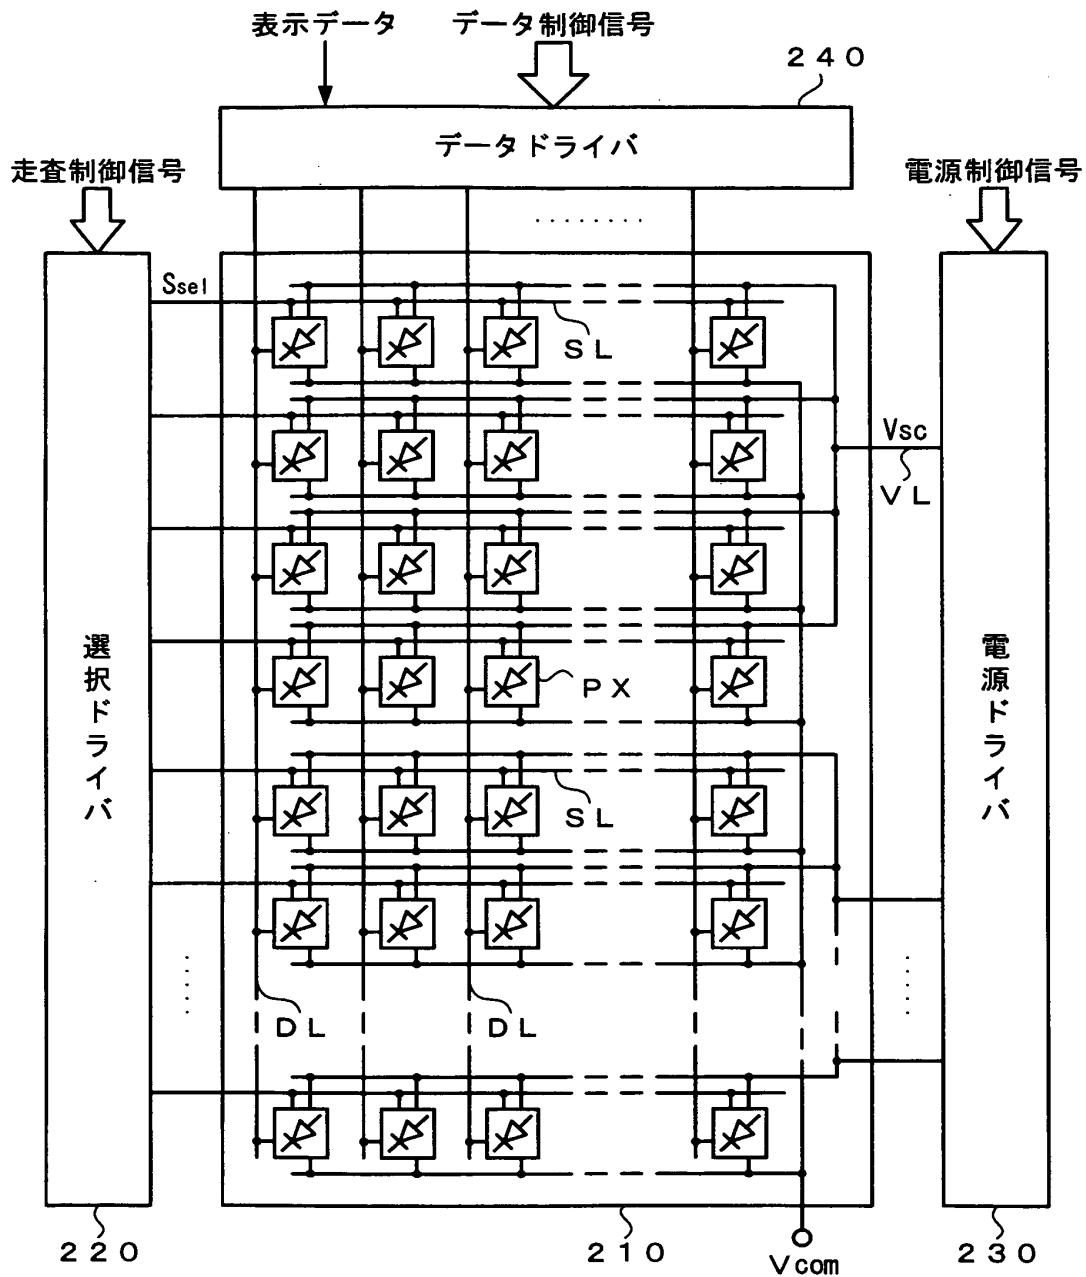 表示データ
データ制御信号
240
データドライバ
走査制御信号
電源制御信号
Ssel
SL
Vsc
VL
選択ドライバ
PX
電源ドライバ
SL
DL
DL
220
210
Vcom
230